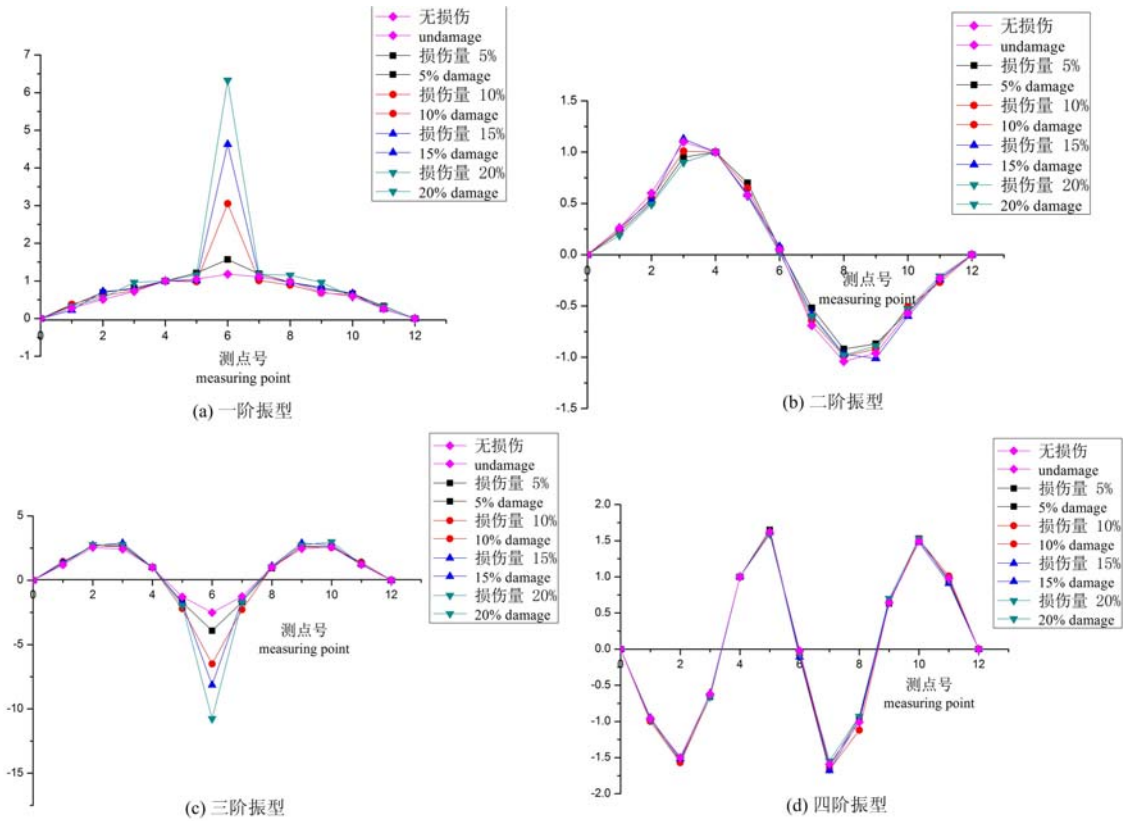 无损伤
undamage
损伤量 5%
5% damage
损伤量 10%
10% damage
损伤量 15%
15% damage
损伤量 20%
20% damage
7
6
5
4
3
2
1
0
-1
0 2 4 6 8 10 12
测点号
measuring point
(a) 一阶振型
无损伤
undamage
损伤量 5%
5% damage
损伤量 10%
10% damage
损伤量 15%
15% damage
损伤量 20%
20% damage
1.5
1.0
0.5
0.0
-0.5
-1.0
-1.5
0 2 4 6 8 10 12
测点号
measuring point
(b) 二阶振型
无损伤
undamage
损伤量 5%
5% damage
损伤量 10%
10% damage
损伤量 15%
15% damage
损伤量 20%
20% damage
5
0
-5
-10
-15
0 2 4 6 8 10 12
测点号
measuring point
(c) 三阶振型
无损伤
undamage
损伤量 5%
5% damage
损伤量 10%
10% damage
损伤量 15%
15% damage
损伤量 20%
20% damage
2.0
1.5
1.0
0.5
0.0
-0.5
-1.0
-1.5
-2.0
0 2 4 6 8 10 12
测点号
measuring point
(d) 四阶振型